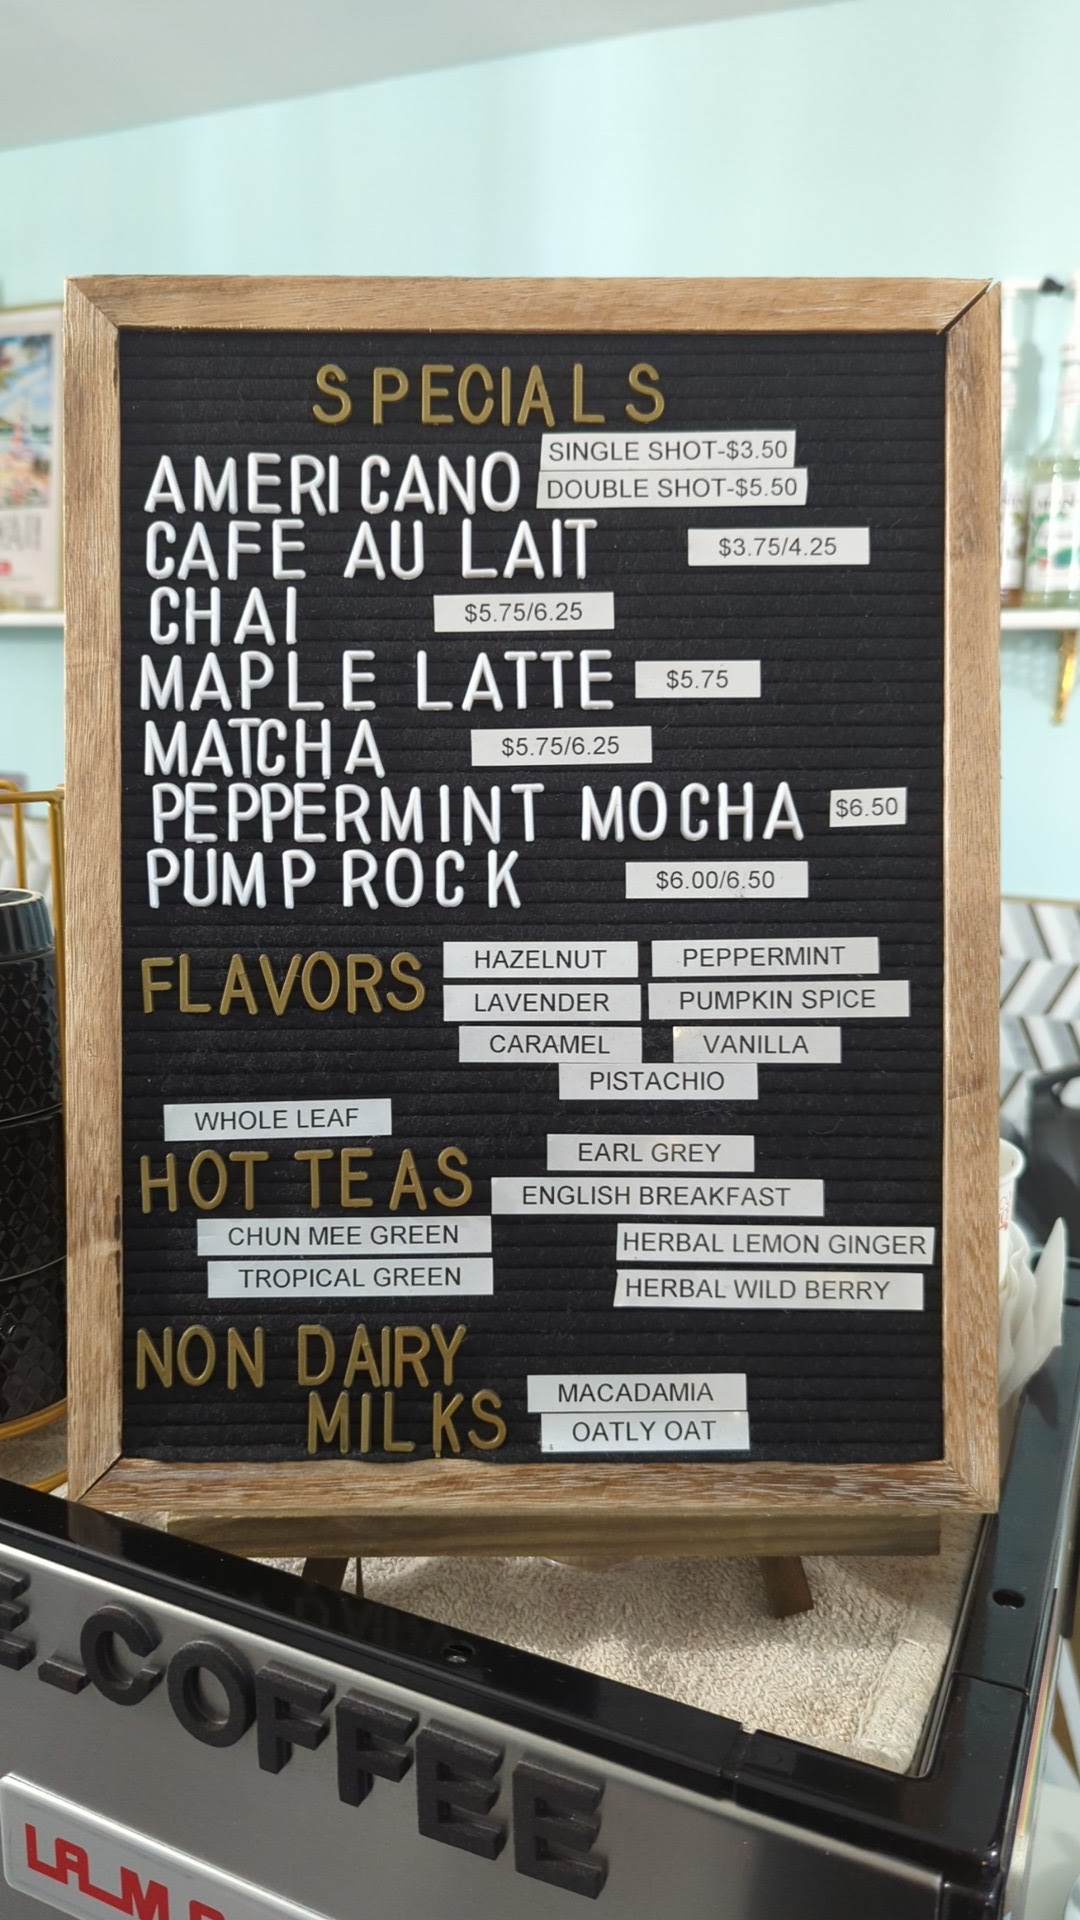 SPECIALS
AMERICANO SINGLE SHOT-$3.50
DOUBLE SHOT-$5.50
CAFE AU LAIT $3.75/4.25
CHAI $5.75/6.25
MAPLE LATTE $5.75
MATCHA $5.75/6.25
PEPPERMINT MOCHA $6.50
PUMP ROCK $6.00/6.50
FLAVORS HAZELNUT PEPPERMINT
LAVENDER PUMPKIN SPICE
CARAMEL VANILLA
PISTACHIO
WHOLE LEAF
HOT TEAS EARL GREY
ENGLISH BREAKFAST
CHUN MEE GREEN HERBAL LEMON GINGER
TROPICAL GREEN HERBAL WILD BERRY
NON DAIRY
MILKS MACADAMIA
OATLY OAT
COFFEE
LA M